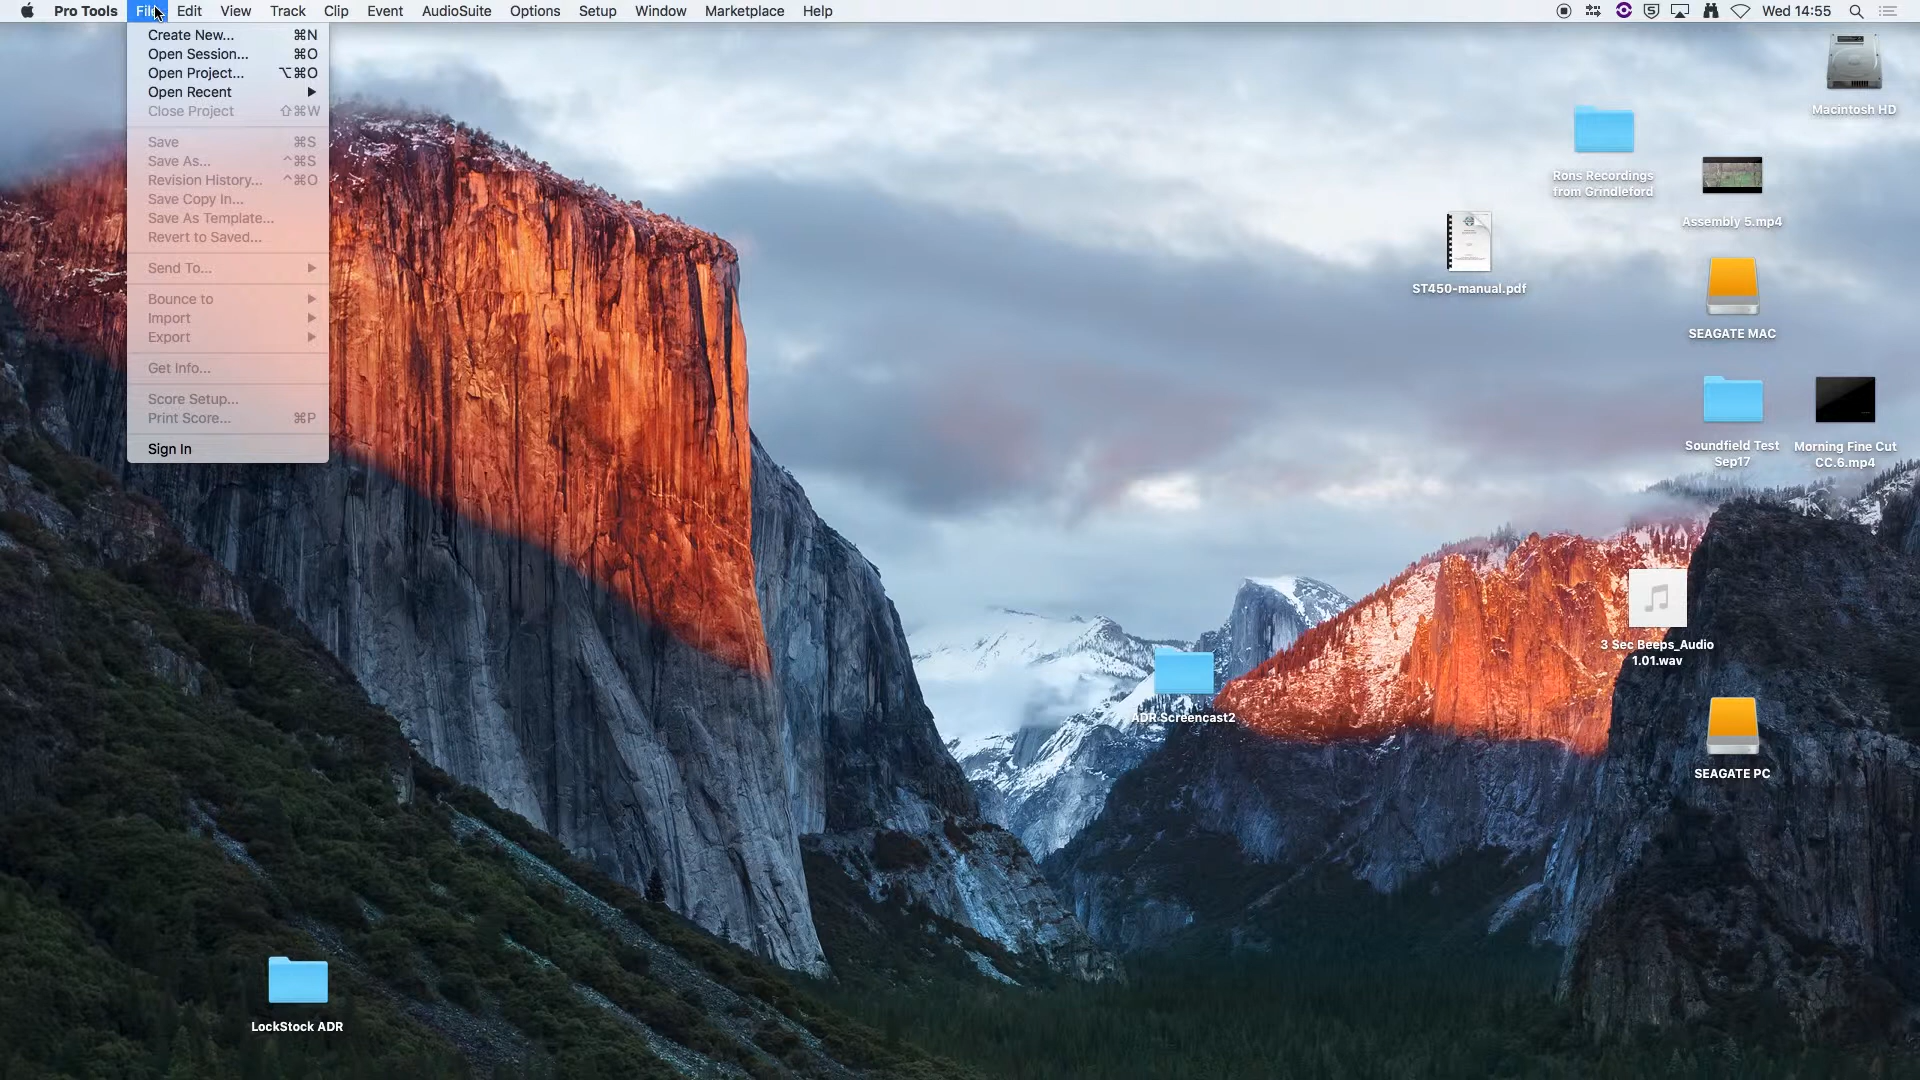 Pro Tools File Edit View Track Clip Event AudioSuite Options Setup Window Marketplace Help Wed 14:55
Create New... ⌘N
Open Session... ⌘O
Open Project... ⌥⌘O
Open Recent
Close Project ⇧⌘W
Save ⌘S
Save As... ^⌘S
Revision History... ^⌘O
Save Copy In...
Save As Template...
Revert to Saved...
Send To...
Bounce to
Import
Export
Get Info...
Score Setup...
Print Score... ⌘P
Sign In
Macintosh HD
Rons Recordings
from Grindleford
Assembly 5.mp4
ST450-manual.pdf
SEAGATE MAC
Soundfield Test
Sep17
Morning Fine Cut
CC.6.mp4
3 Sec Beeps_Audio
1.01.wav
ADR Screencast2
SEAGATE PC
LockStock ADR